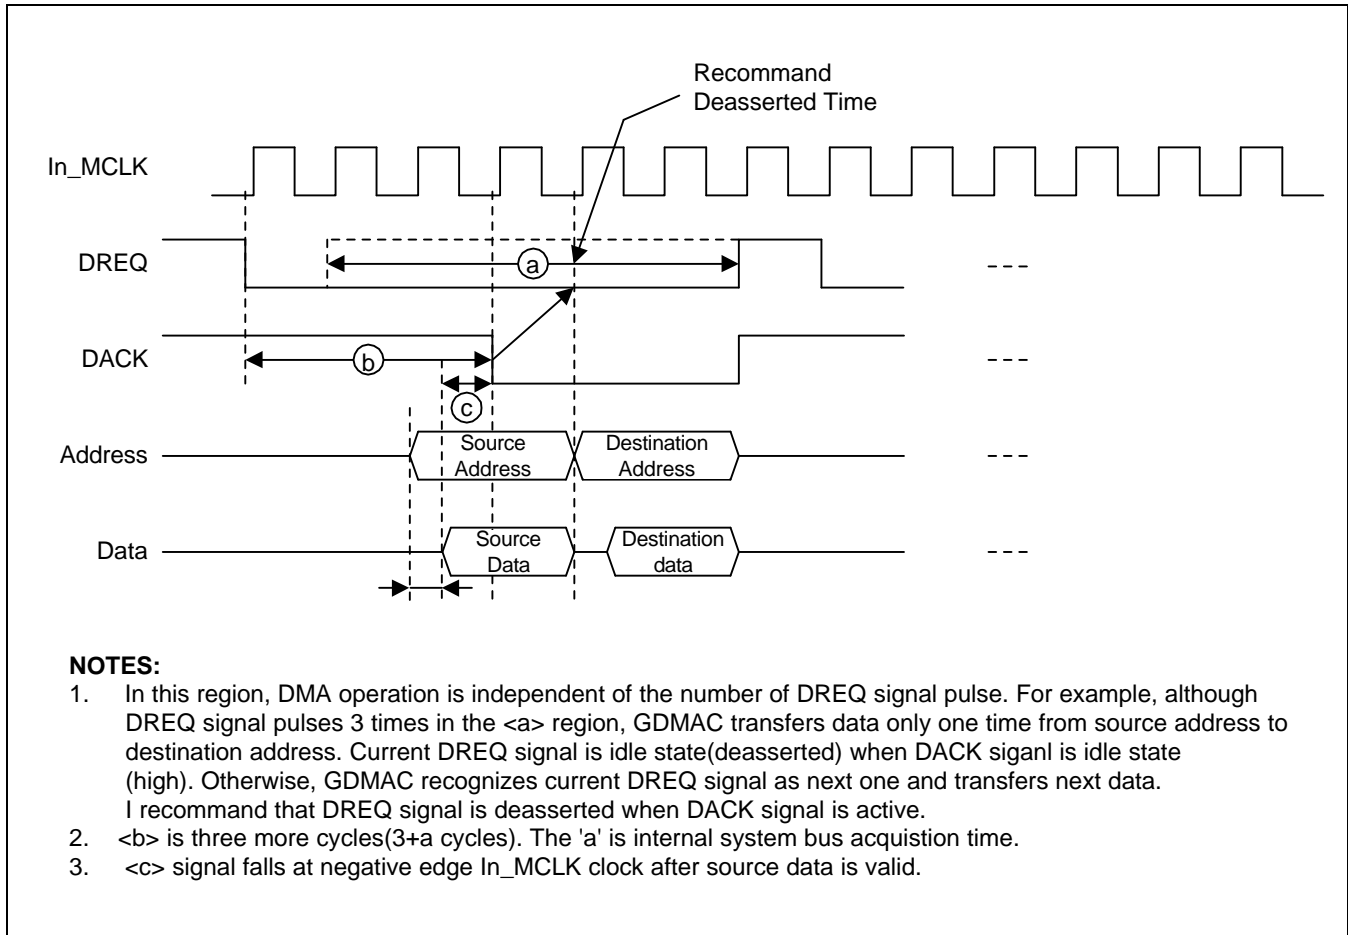 Recommand
Deasserted Time
In_MCLK
DREQ
a
DACK
b
c
Address
Source
Address
Destination
Address
Data
Source
Data
Destination
data
NOTES:
1. In this region, DMA operation is independent of the number of DREQ signal pulse. For example, although
DREQ signal pulses 3 times in the <a> region, GDMAC transfers data only one time from source address to
destination address. Current DREQ signal is idle state(deasserted) when DACK siganl is idle state
(high). Otherwise, GDMAC recognizes current DREQ signal as next one and transfers next data.
I recommand that DREQ signal is deasserted when DACK signal is active.
2. <b> is three more cycles(3+a cycles). The 'a' is internal system bus acquistion time.
3. <c> signal falls at negative edge In_MCLK clock after source data is valid.